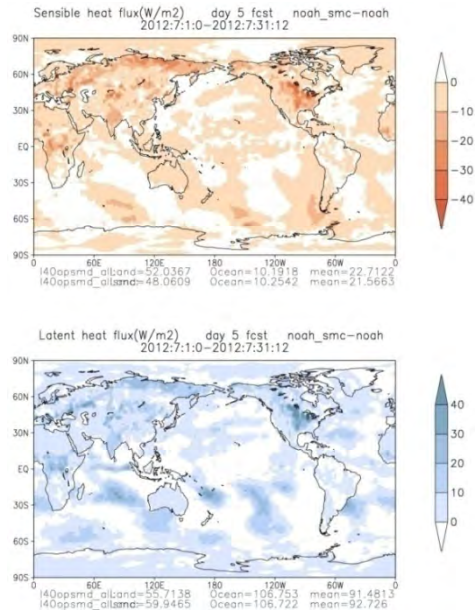 Sensible heat flux(W/m2) day 5 fcst noah_smc-noah
2012:7:1:0-2012:7:31:12
90N
60N
30N
EQ
30S
60S
90S
0 60E 120E 180 120W 60W 0
0
-10
-20
-30
-40
Land=52.0367 Ocean=10.1918 mean=22.7122
Land=48.0609 Ocean=10.2542 mean=21.5663
Latent heat flux(W/m2) day 5 fcst noah_smc-noah
2012:7:1:0-2012:7:31:12
90N
60N
30N
EQ
30S
60S
90S
0 60E 120E 180 120W 60W 0
40
30
20
10
0
Land=55.7138 Ocean=106.753 mean=91.4813
Land=59.9465 Ocean=106.722 mean=92.726